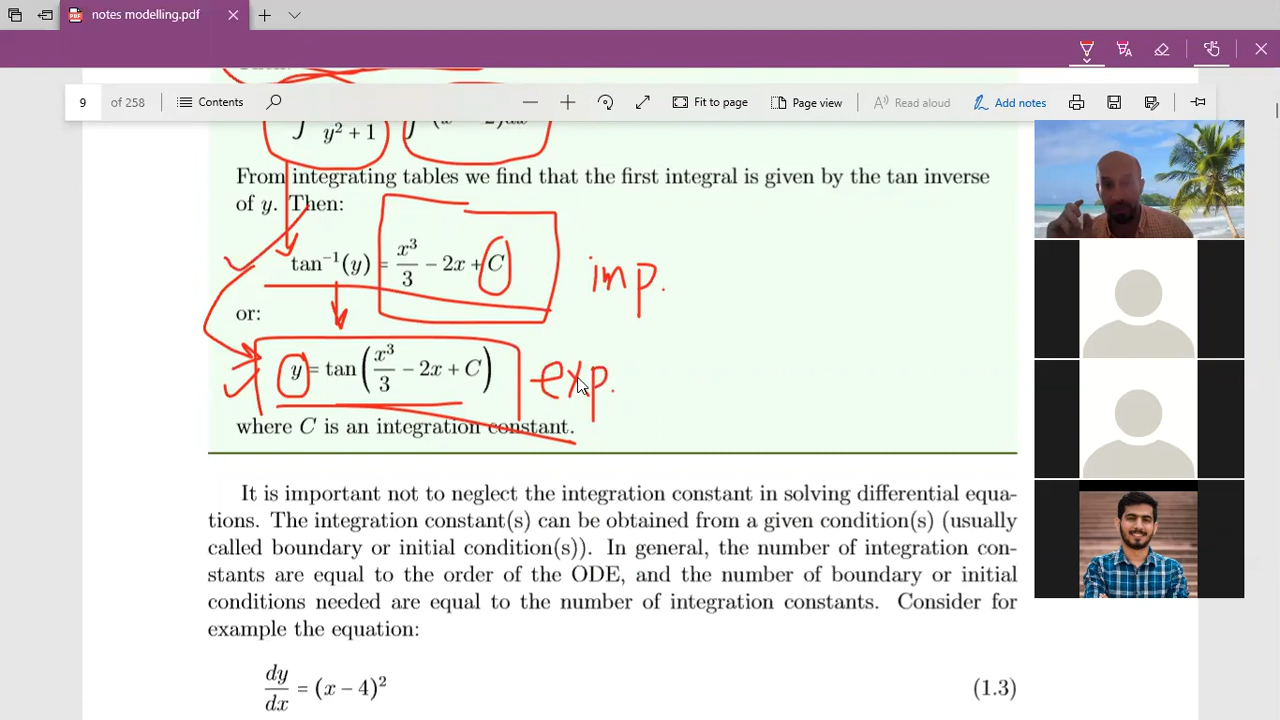 notes modelling.pdf
9 of 258 Contents Fit to page Page view Read aloud Add notes
∫ y² + 1 ∫
From integrating tables we find that the first integral is given by the tan inverse
of y. Then:
tan⁻¹(y) = x³/3 − 2x + C imp.
or:
y = tan(x³/3 − 2x + C) exp.
where C is an integration constant.
It is important not to neglect the integration constant in solving differential equa-
tions. The integration constant(s) can be obtained from a given condition(s) (usually
called boundary or initial condition(s)). In general, the number of integration con-
stants are equal to the order of the ODE, and the number of boundary or initial
conditions needed are equal to the number of integration constants. Consider for
example the equation:
dy/dx = (x − 4)² (1.3)